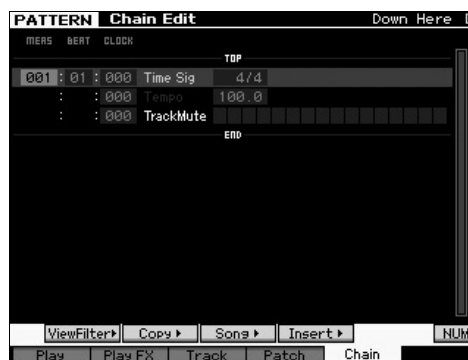 PATTERN Chain Edit Down Here
MEAS BEAT CLOCK
TOP
001 : 01 : 000 Time Sig 4/4
: : 000 Tempo 100.0
: : 000 TrackMute
END
ViewFilter Copy Song Insert NUM
Play Play FX Track Patch Chain